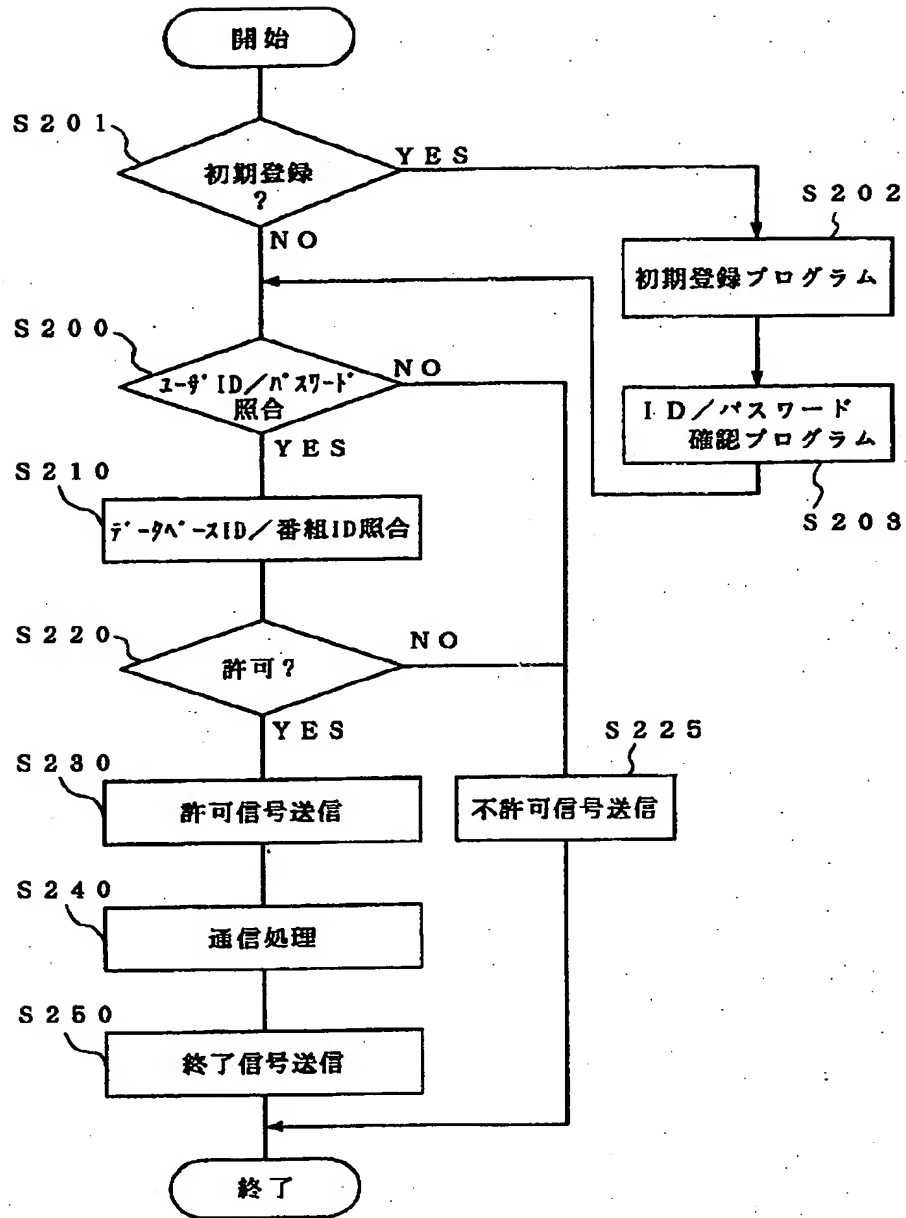 開始
S201
初期登録
?
YES
NO
S202
初期登録プログラム
ID/パスワード
確認プログラム
S203
S200
ユーザID/パスワード
照合
NO
YES
S210
データベースID/番組ID照合
S220
許可?
NO
YES
S225
不許可信号送信
S230
許可信号送信
S240
通信処理
S250
終了信号送信
終了